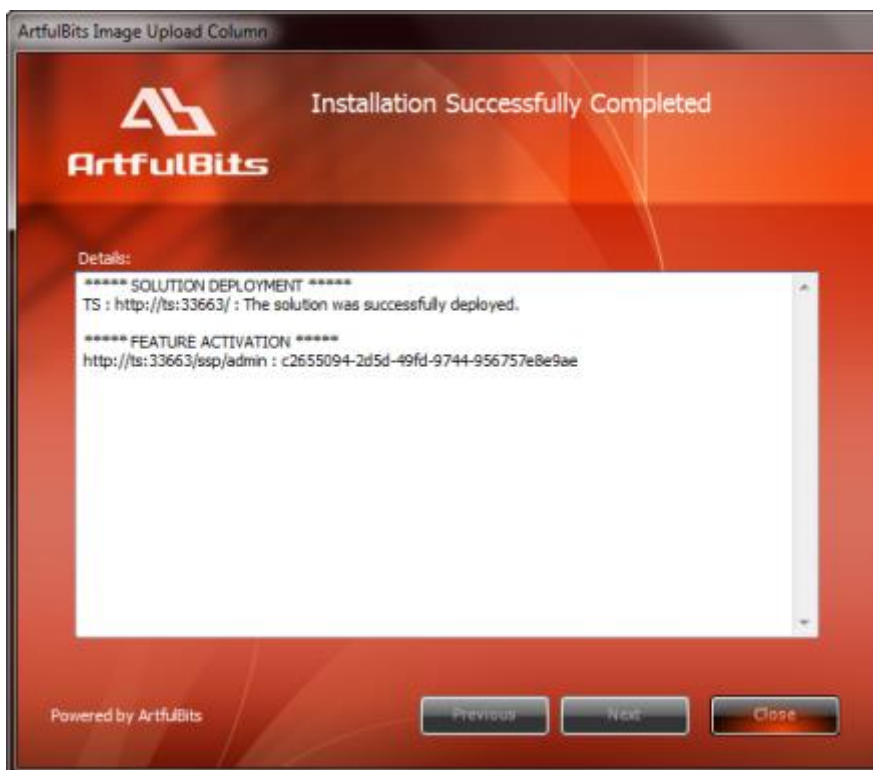 ArtfulBits Image Upload Column
Installation Successfully Completed
ArtfulBits
Details:
***** SOLUTION DEPLOYMENT *****
TS : http://ts:33663/ : The solution was successfully deployed.
***** FEATURE ACTIVATION *****
http://ts:33663/ssp/admin : c2655094-2d5d-49fd-9744-956757e8e9ae
Powered by ArtfulBits
Previous
Next
Close